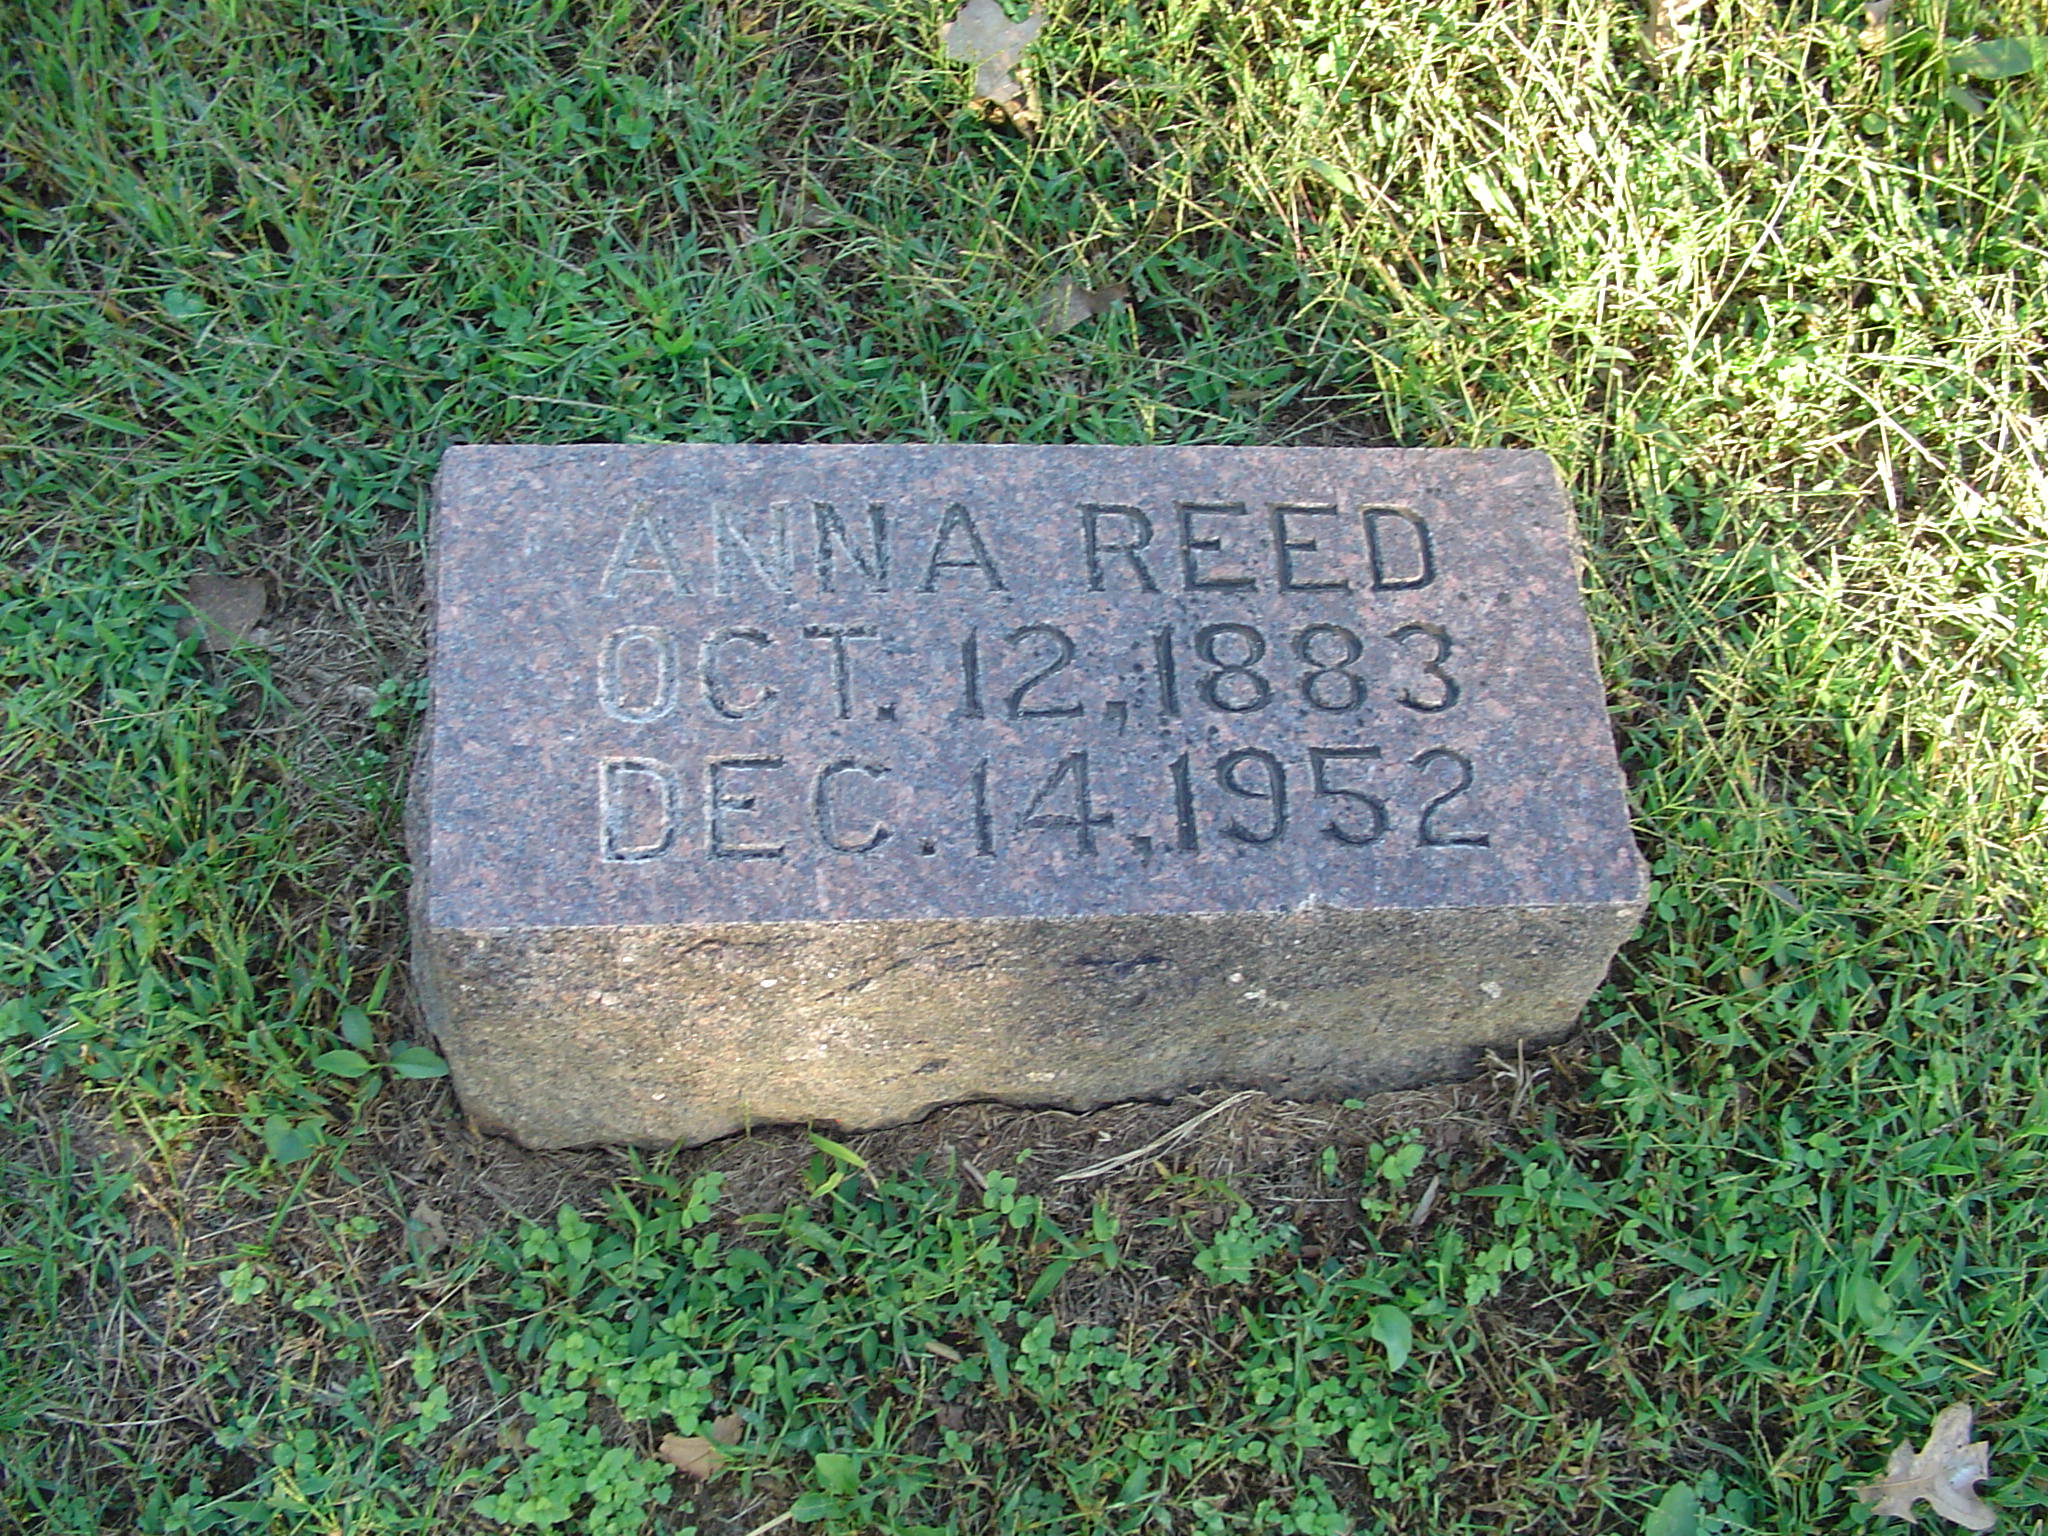 ANNA REED
OCT. 12, 1883
DEC. 14, 1952